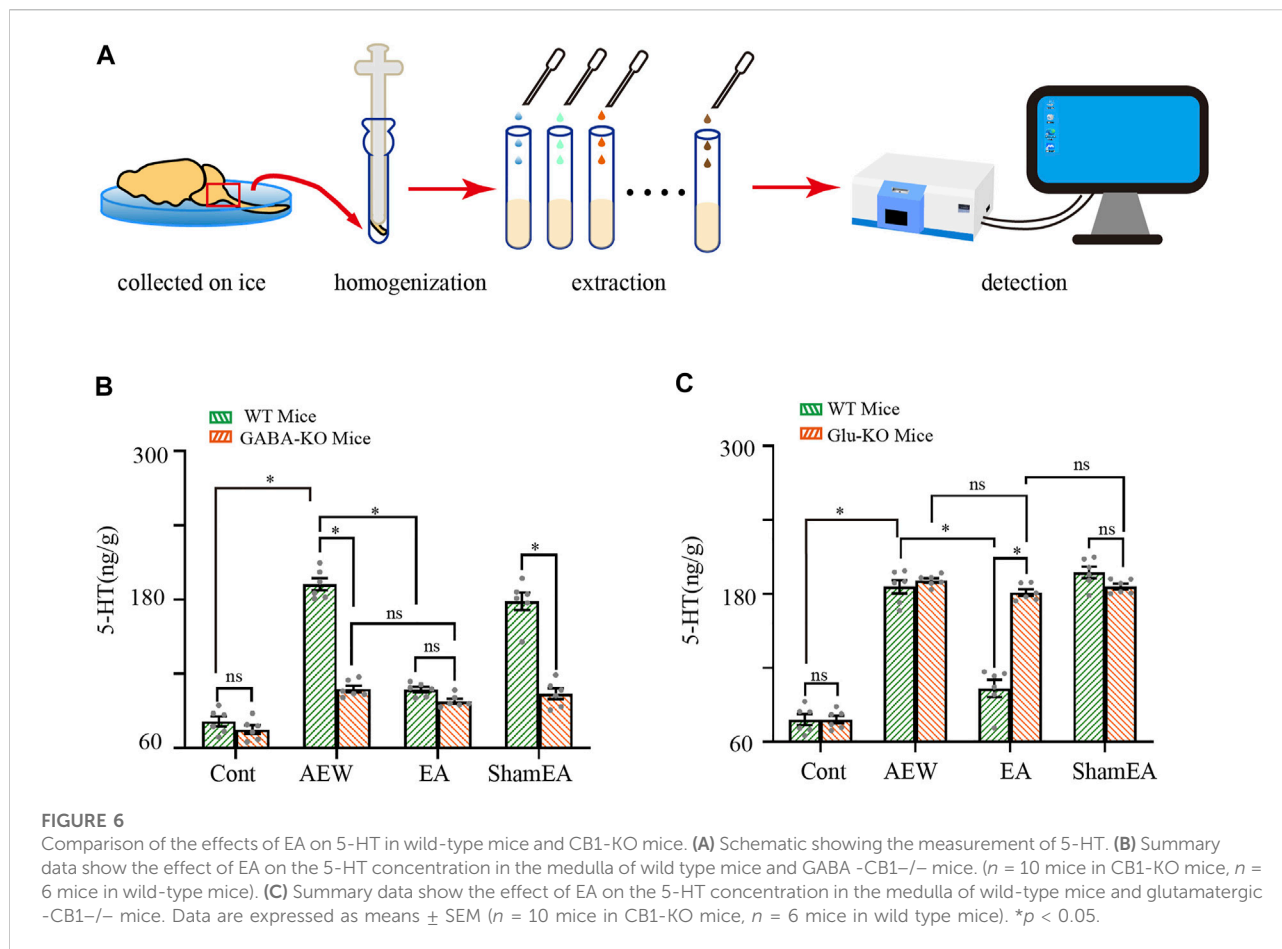 A
collected on ice
homogenization
extraction
detection
B
WT Mice
GABA-KO Mice
300
180
60
5-HT(ng/g)
*
*
*
*
ns
ns
ns
Cont
AEW
EA
ShamEA
C
WT Mice
Glu-KO Mice
300
180
60
5-HT(ng/g)
*
*
*
ns
ns
ns
ns
Cont
AEW
EA
ShamEA
FIGURE 6
Comparison of the effects of EA on 5-HT in wild-type mice and CB1-KO mice. (A) Schematic showing the measurement of 5-HT. (B) Summary
data show the effect of EA on the 5-HT concentration in the medulla of wild type mice and GABA -CB1–/– mice. (n = 10 mice in CB1-KO mice, n =
6 mice in wild-type mice). (C) Summary data show the effect of EA on the 5-HT concentration in the medulla of wild-type mice and glutamatergic
-CB1–/– mice. Data are expressed as means ± SEM (n = 10 mice in CB1-KO mice, n = 6 mice in wild type mice). *p < 0.05.